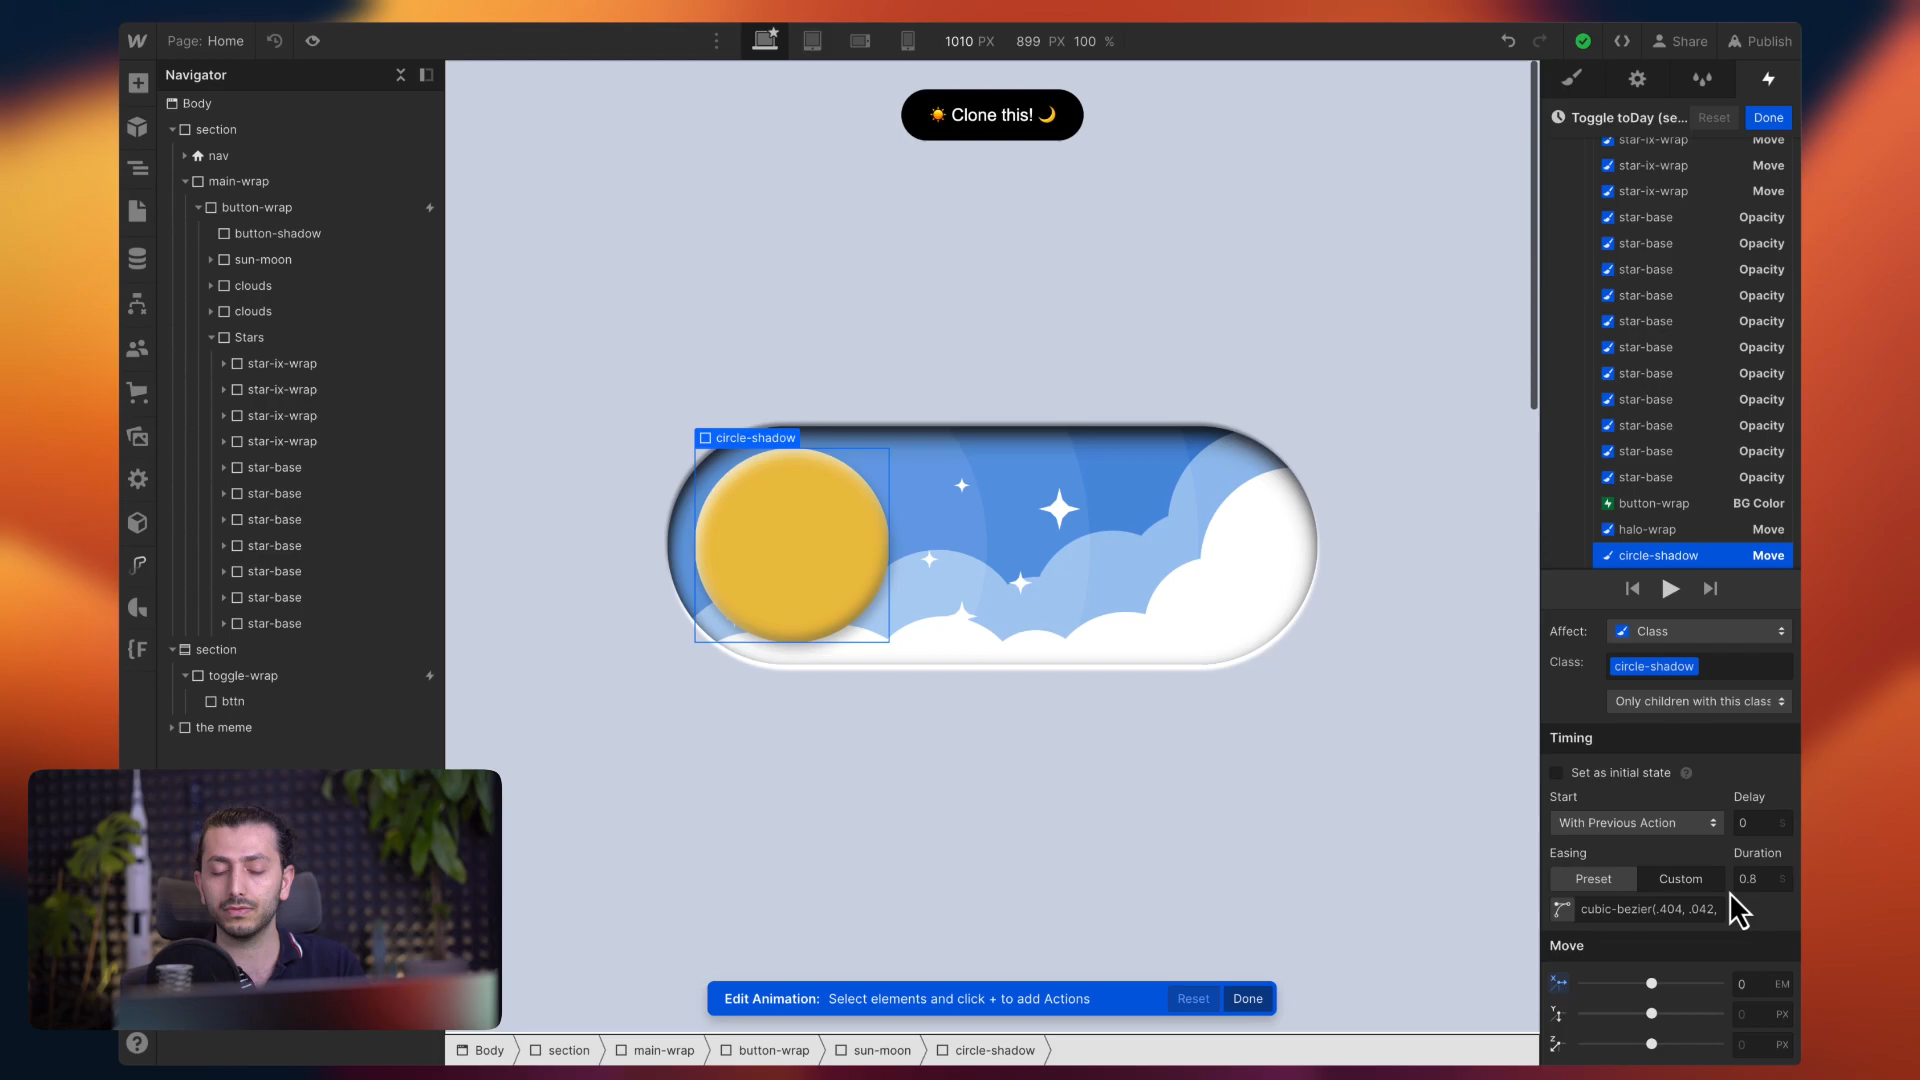 Page: Home
1010 PX 899 PX 100 %
Share
Publish
Navigator
Body
section
nav
main-wrap
button-wrap
button-shadow
sun-moon
clouds
clouds
Stars
star-ix-wrap
star-ix-wrap
star-ix-wrap
star-ix-wrap
star-base
star-base
star-base
star-base
star-base
star-base
star-base
section
toggle-wrap
bttn
the meme
Clone this!
circle-shadow
Edit Animation: Select elements and click + to add Actions
Reset
Done
Body
section
main-wrap
button-wrap
sun-moon
circle-shadow
Toggle toDay (se...
Reset
Done
star-ix-wrap Move
star-ix-wrap Move
star-ix-wrap Move
star-base Opacity
star-base Opacity
star-base Opacity
star-base Opacity
star-base Opacity
star-base Opacity
star-base Opacity
star-base Opacity
star-base Opacity
star-base Opacity
star-base Opacity
button-wrap BG Color
halo-wrap Move
circle-shadow Move
Affect: Class
Class: circle-shadow
Only children with this class
Timing
Set as initial state ?
Start Delay
With Previous Action 0 S
Easing Duration
Preset Custom 0.8 S
cubic-bezier(.404, .042,
Move
X 0 EM
Y 0 PX
Z 0 PX